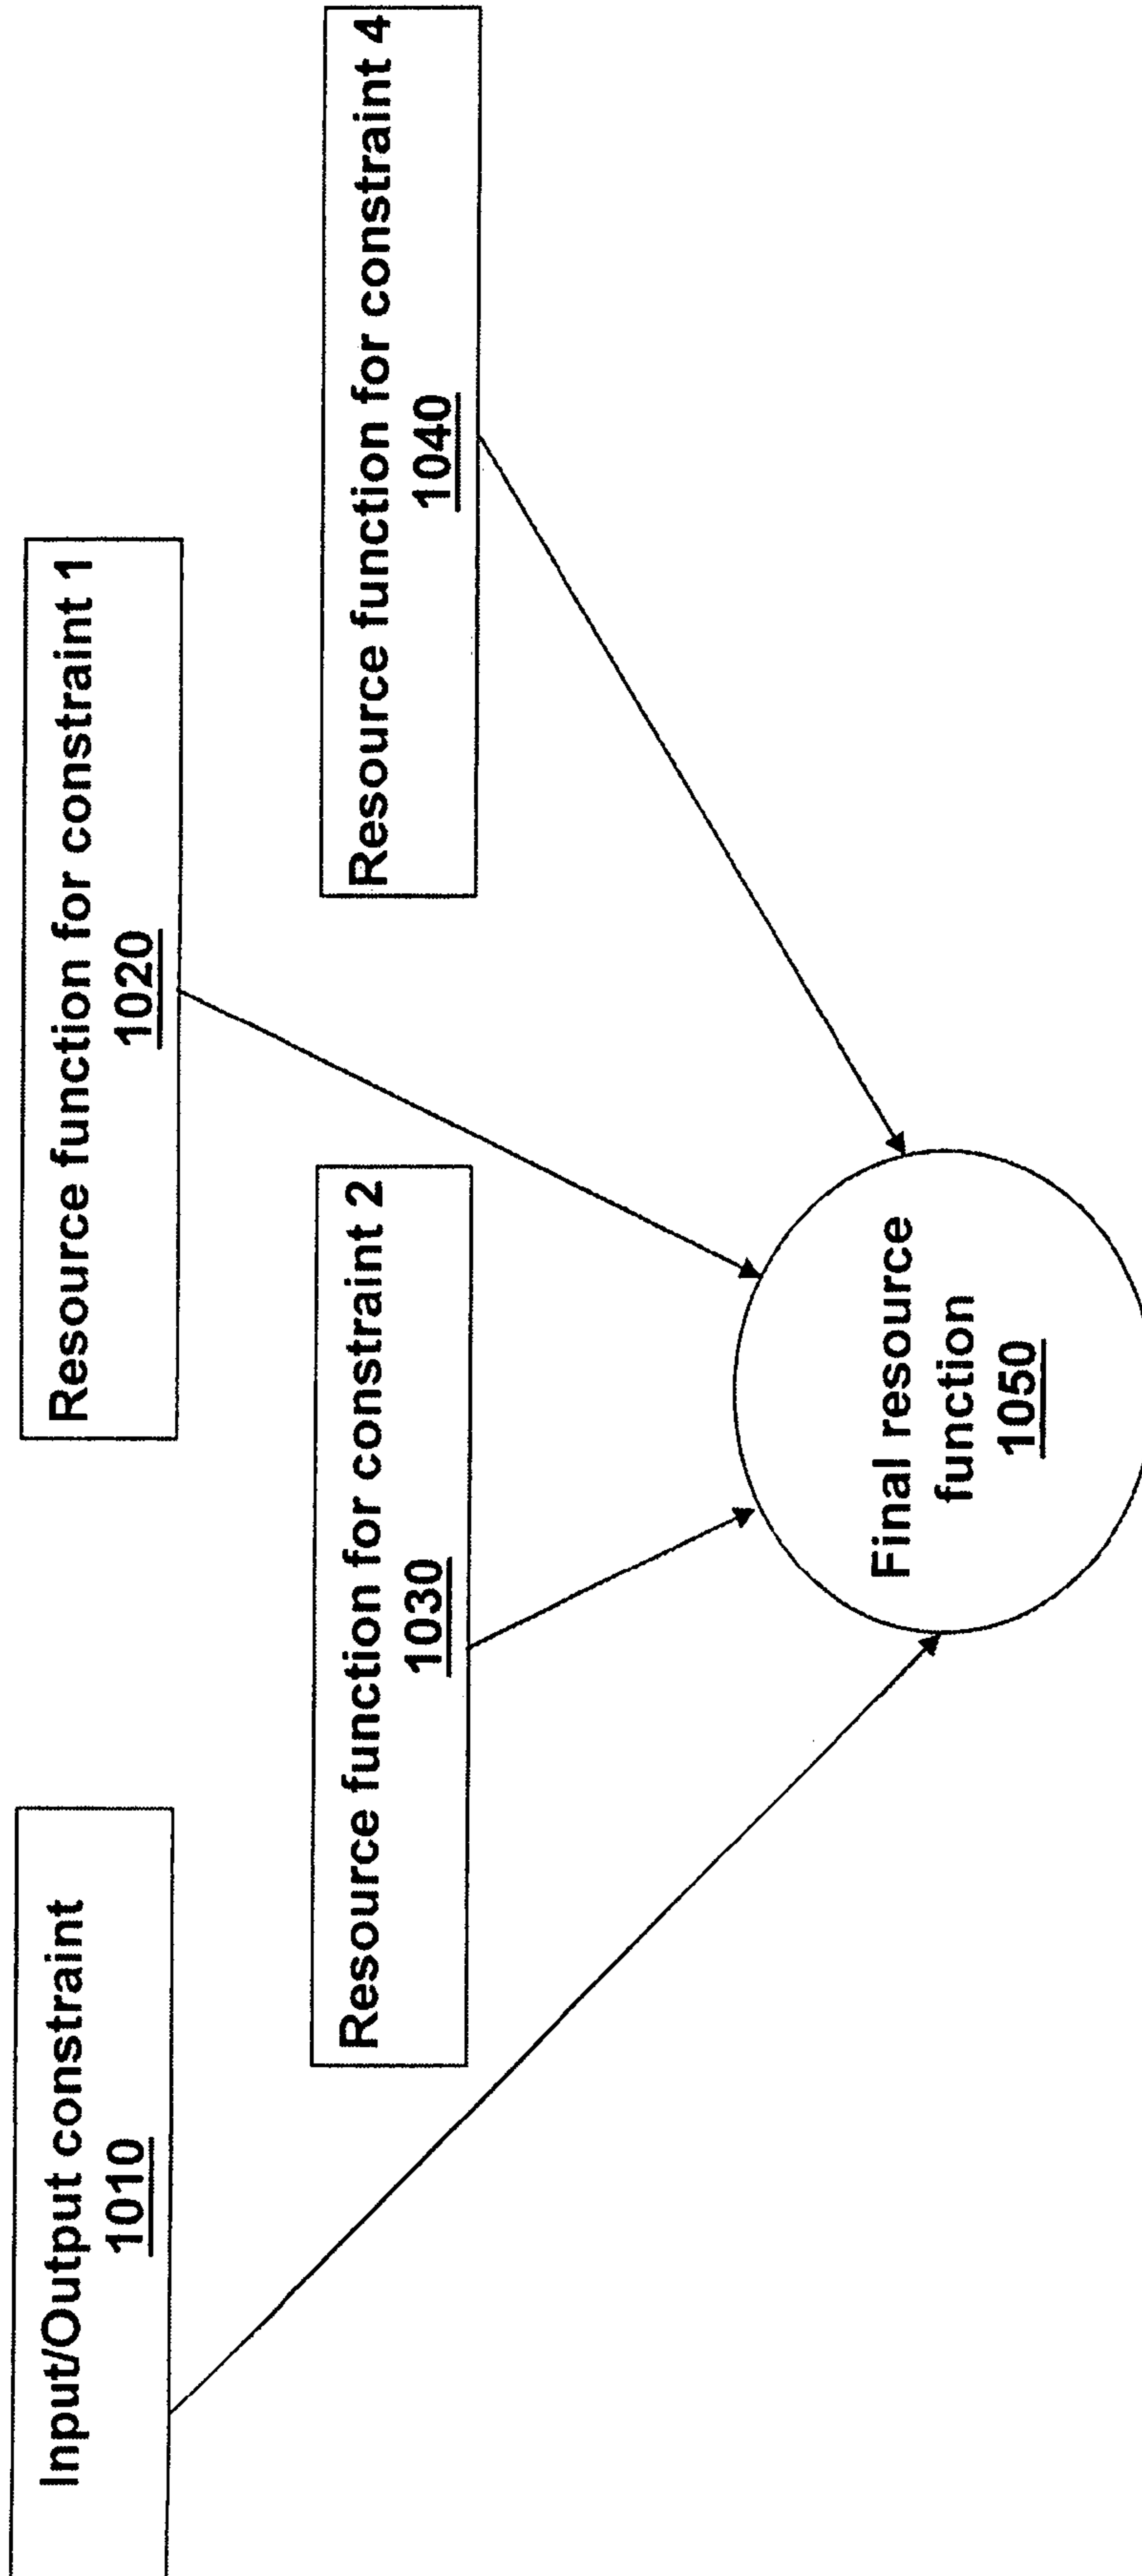 Input/Output constraint
1010
Resource function for constraint 1
1020
Resource function for constraint 2
1030
Resource function for constraint 4
1040
Final resource
function
1050